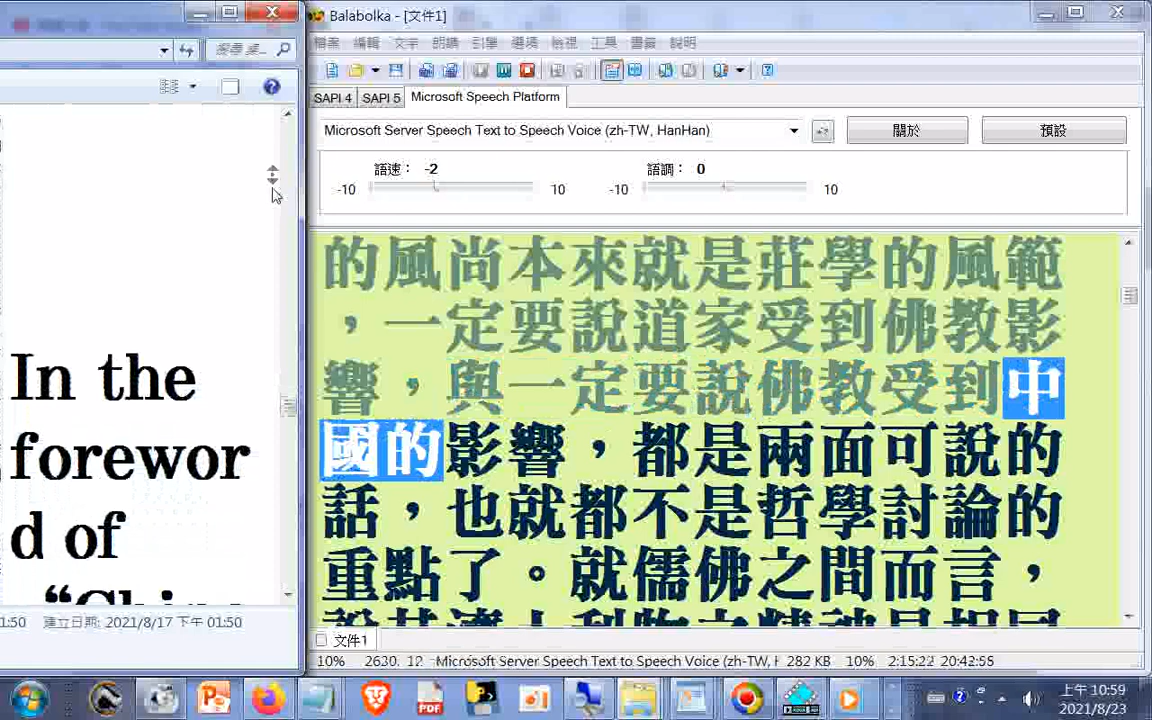 Balabolka - [文件1]
檔案 編輯 文字 朗讀 引擎 選項 檢視 工具 書籤 說明
SAPI 4 SAPI 5 Microsoft Speech Platform
Microsoft Server Speech Text to Speech Voice (zh-TW, HanHan)
關於 預設
語速： -2 語調： 0
-10 10 -10 10
的風尚本來就是莊學的風範
，一定要說道家受到佛教影
響，與一定要說佛教受到中
國的影響，都是兩面可說的
話，也就都不是哲學討論的
重點了。就儒佛之間而言，
In the
forewor
d of
:50 建立日期: 2021/8/17 下午 01:50
文件1
10% 2630. 12 Microsoft Server Speech Text to Speech Voice (zh-TW, H 282 KB 10% 2:15:22 20:42:55
上午 10:59
2021/8/23